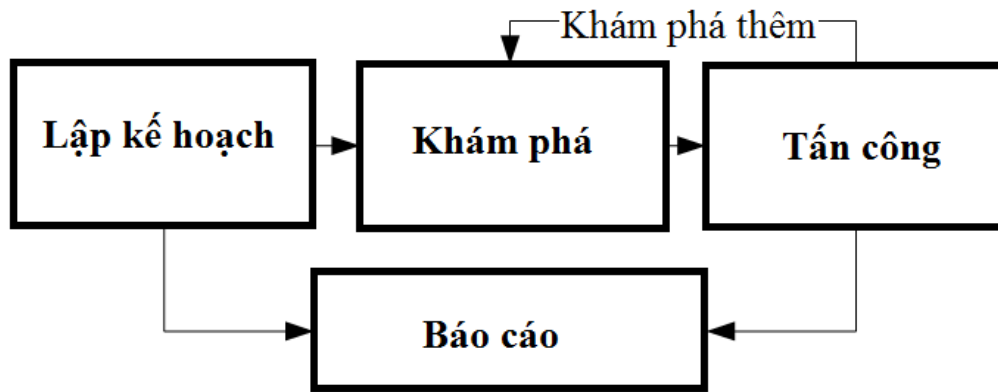 Khám phá thêm
Lập kế hoạch
Khám phá
Tấn công
Báo cáo